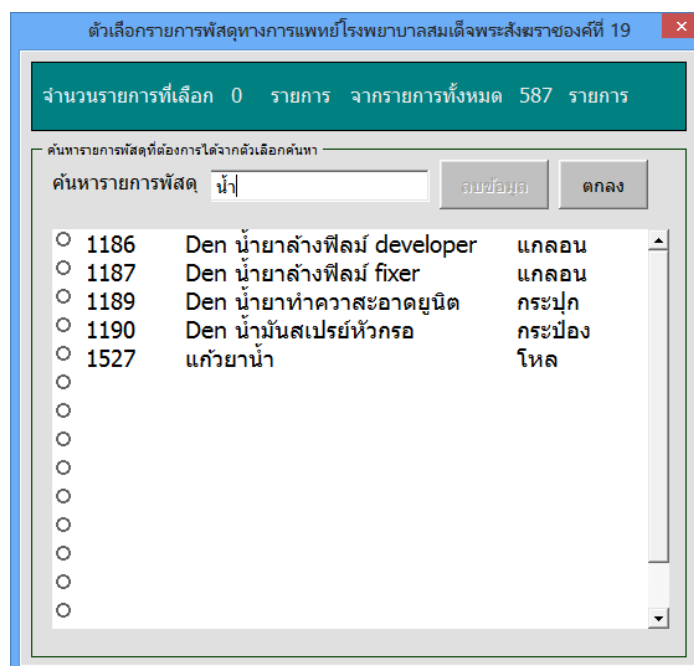 ตัวเลือกรายการพัสดุทางการแพทย์โรงพยาบาลสมเด็จพระสังฆราชองค์ที่ 19
จำนวนรายการที่เลือก 0 รายการ จากรายการทั้งหมด 587 รายการ
ค้นหารายการพัสดุที่ต้องการได้จากตัวเลือกค้นหา
ค้นหารายการพัสดุ น้ำ ลบข้อมูล ตกลง
1186 Den น้ำยาล้างฟิลม์ developer แกลอน
1187 Den น้ำยาล้างฟิลม์ fixer แกลอน
1189 Den น้ำยาทำควาสะอาดยูนิต กระปุก
1190 Den น้ำมันสเปรย์หัวกรอ กระป๋อง
1527 แก้วยาน้ำ โหล